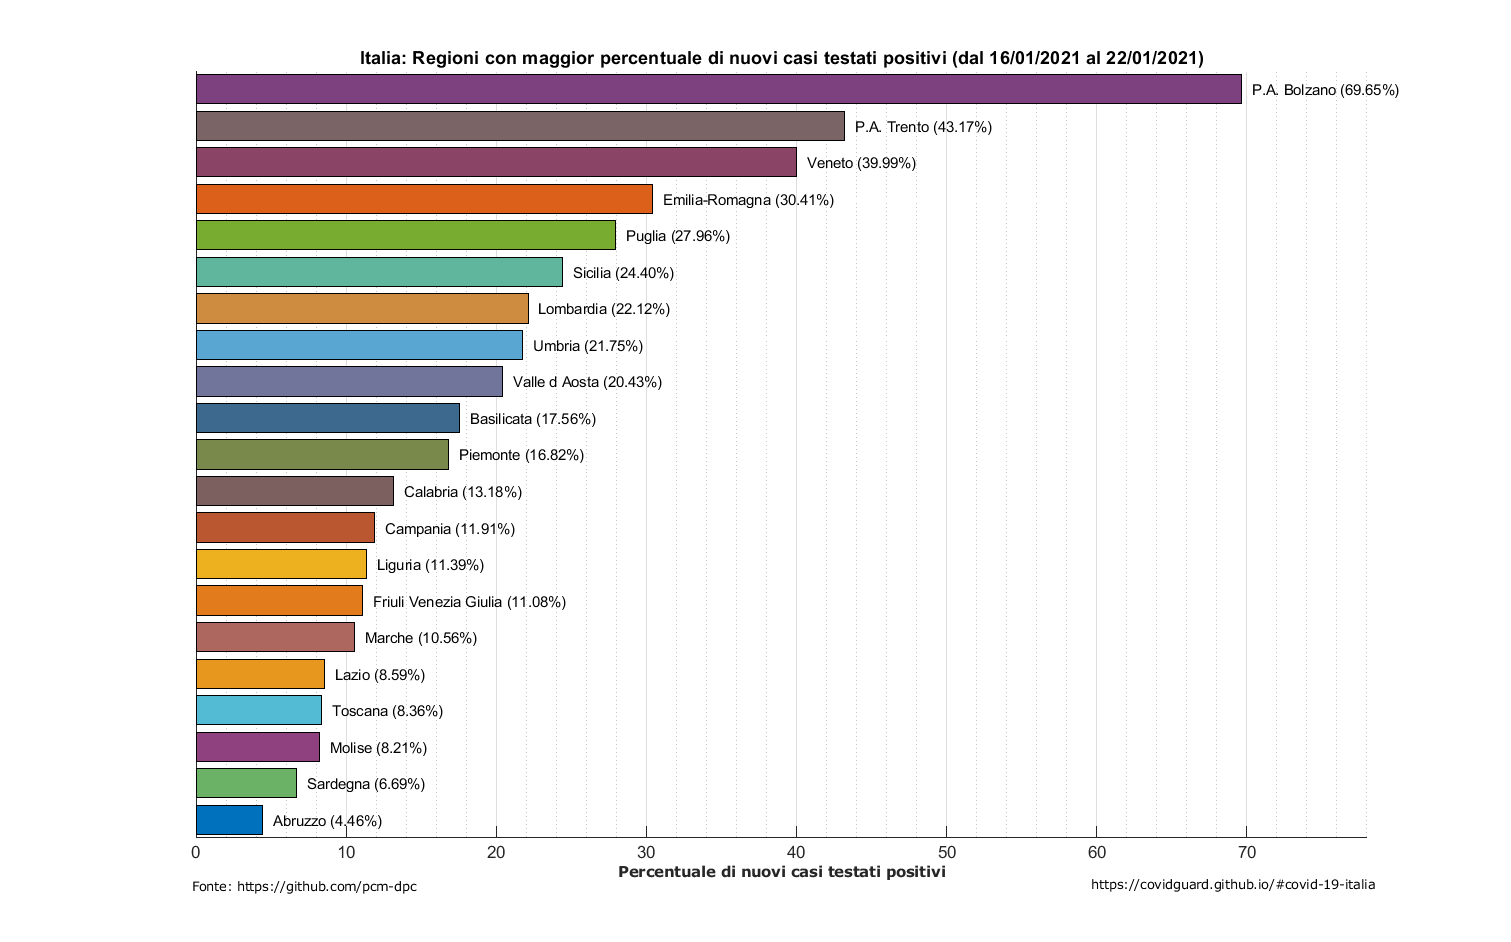 Italia: Regioni con maggior percentuale di nuovi casi testati positivi (dal 16/01/2021 al 22/01/2021)
P.A. Bolzano (69.65%)
P.A. Trento (43.17%)
Veneto (39.99%)
Emilia-Romagna (30.41%)
Puglia (27.96%)
Sicilia (24.40%)
Lombardia (22.12%)
Umbria (21.75%)
Valle d Aosta (20.43%)
Basilicata (17.56%)
Piemonte (16.82%)
Calabria (13.18%)
Campania (11.91%)
Liguria (11.39%)
Friuli Venezia Giulia (11.08%)
Marche (10.56%)
Lazio (8.59%)
Toscana (8.36%)
Molise (8.21%)
Sardegna (6.69%)
Abruzzo (4.46%)
0 10 20 30 40 50 60 70
Percentuale di nuovi casi testati positivi
Fonte: https://github.com/pcm-dpc
https://covidguard.github.io/#covid-19-italia